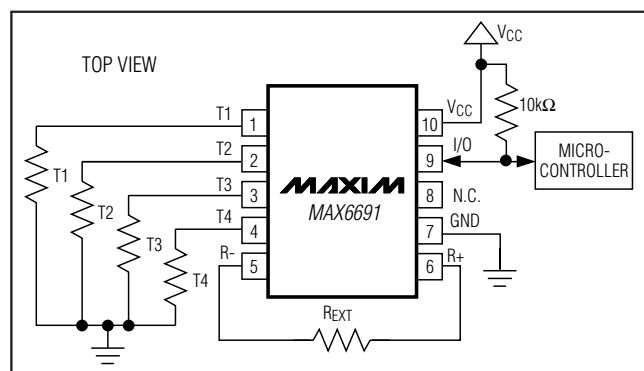 TOP VIEW
VCC
10kΩ
T1
1
10
VCC
T2
2
9
I/O
MICRO-
CONTROLLER
T1
MAXIM
T3
3
8
N.C.
T2
MAX6691
T4
4
7
GND
T3
R-
5
6
R+
T4
REXT